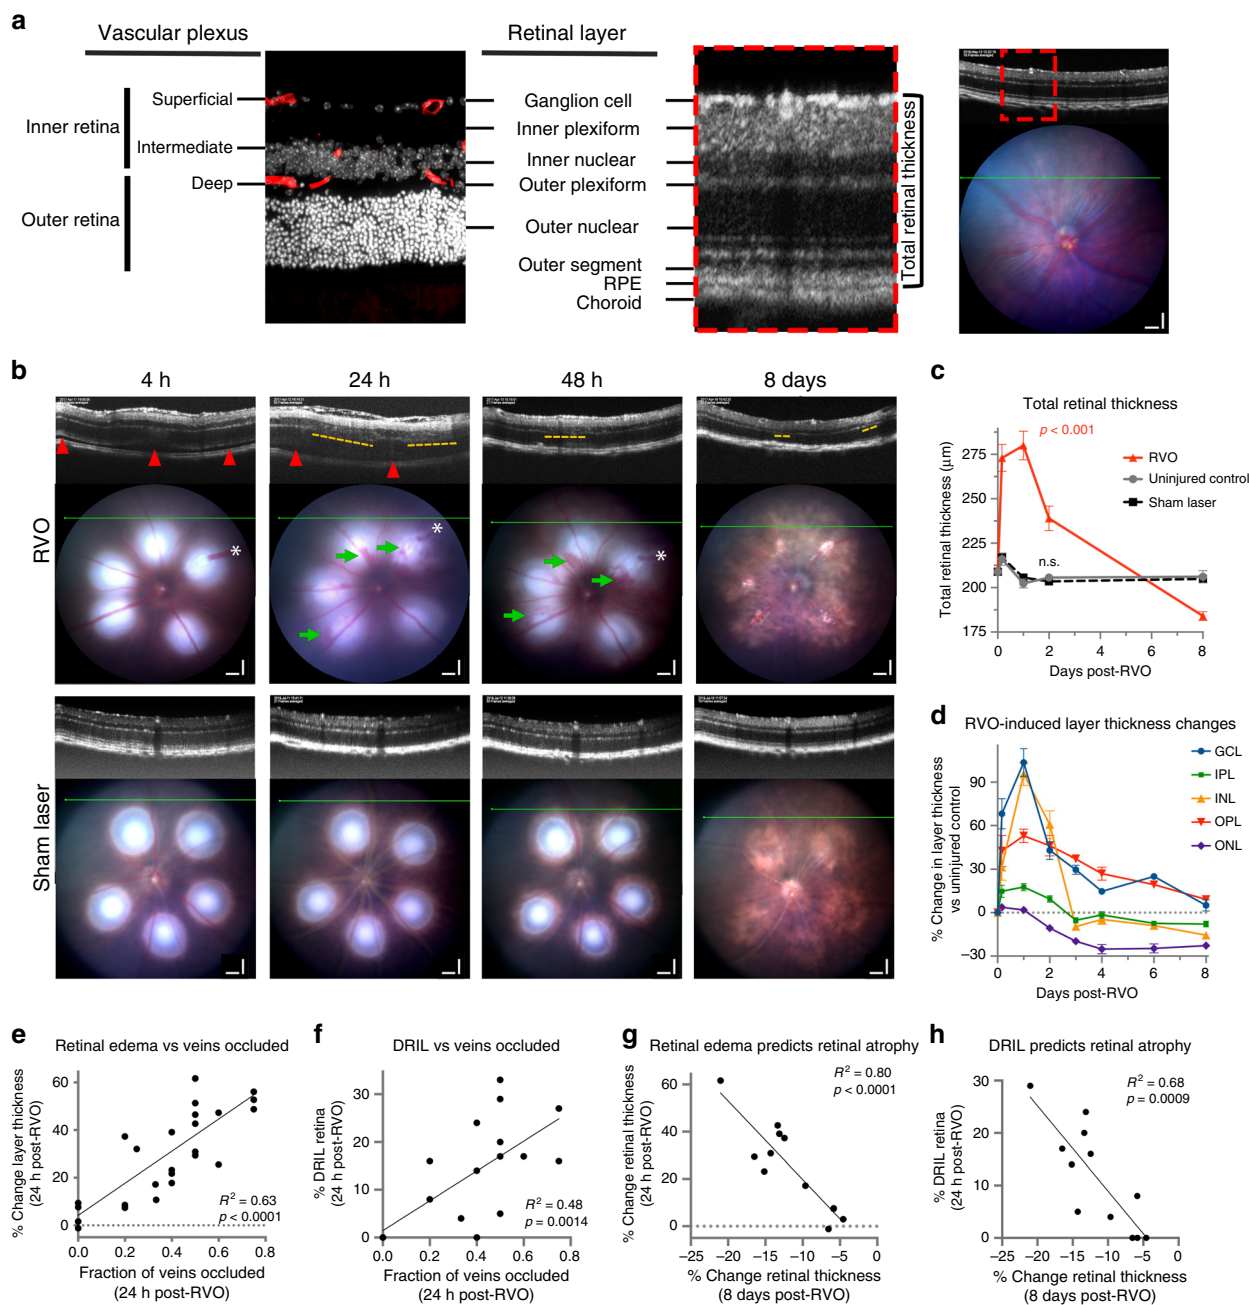 a
Vascular plexus
Retinal layer
Superficial
Inner retina
Intermediate
Deep
Outer retina
Ganglion cell
Inner plexiform
Inner nuclear
Outer plexiform
Outer nuclear
Outer segment
RPE
Choroid
Total retinal thickness
b
4 h
24 h
48 h
8 days
RVO
*
*
*
Sham laser
c
Total retinal thickness
p < 0.001
RVO
Uninjured control
Sham laser
n.s.
Total retinal thickness (μm)
275
250
225
200
175
0 2 4 6 8
Days post-RVO
d
RVO-induced layer thickness changes
GCL
IPL
INL
OPL
ONL
% Change in layer thickness
vs uninjured control
90
60
30
0
−30
0 2 4 6 8
Days post-RVO
e
Retinal edema vs veins occluded
% Change layer thickness
(24 h post-RVO)
60
40
20
0
R² = 0.63
p < 0.0001
0.0 0.2 0.4 0.6 0.8
Fraction of veins occluded
(24 h post-RVO)
f
DRIL vs veins occluded
% DRIL retina
(24 h post-RVO)
30
20
10
0
R² = 0.48
p = 0.0014
0.0 0.2 0.4 0.6 0.8
Fraction of veins occluded
(24 h post-RVO)
g
Retinal edema predicts retinal atrophy
R² = 0.80
p < 0.0001
% Change retinal thickness
(24 h post-RVO)
60
40
20
0
−25 −20 −15 −10 −5 0
% Change retinal thickness
(8 days post-RVO)
h
DRIL predicts retinal atrophy
R² = 0.68
p = 0.0009
% DRIL retina
(24 h post-RVO)
30
20
10
0
−25 −20 −15 −10 −5 0
% Change retinal thickness
(8 days post-RVO)